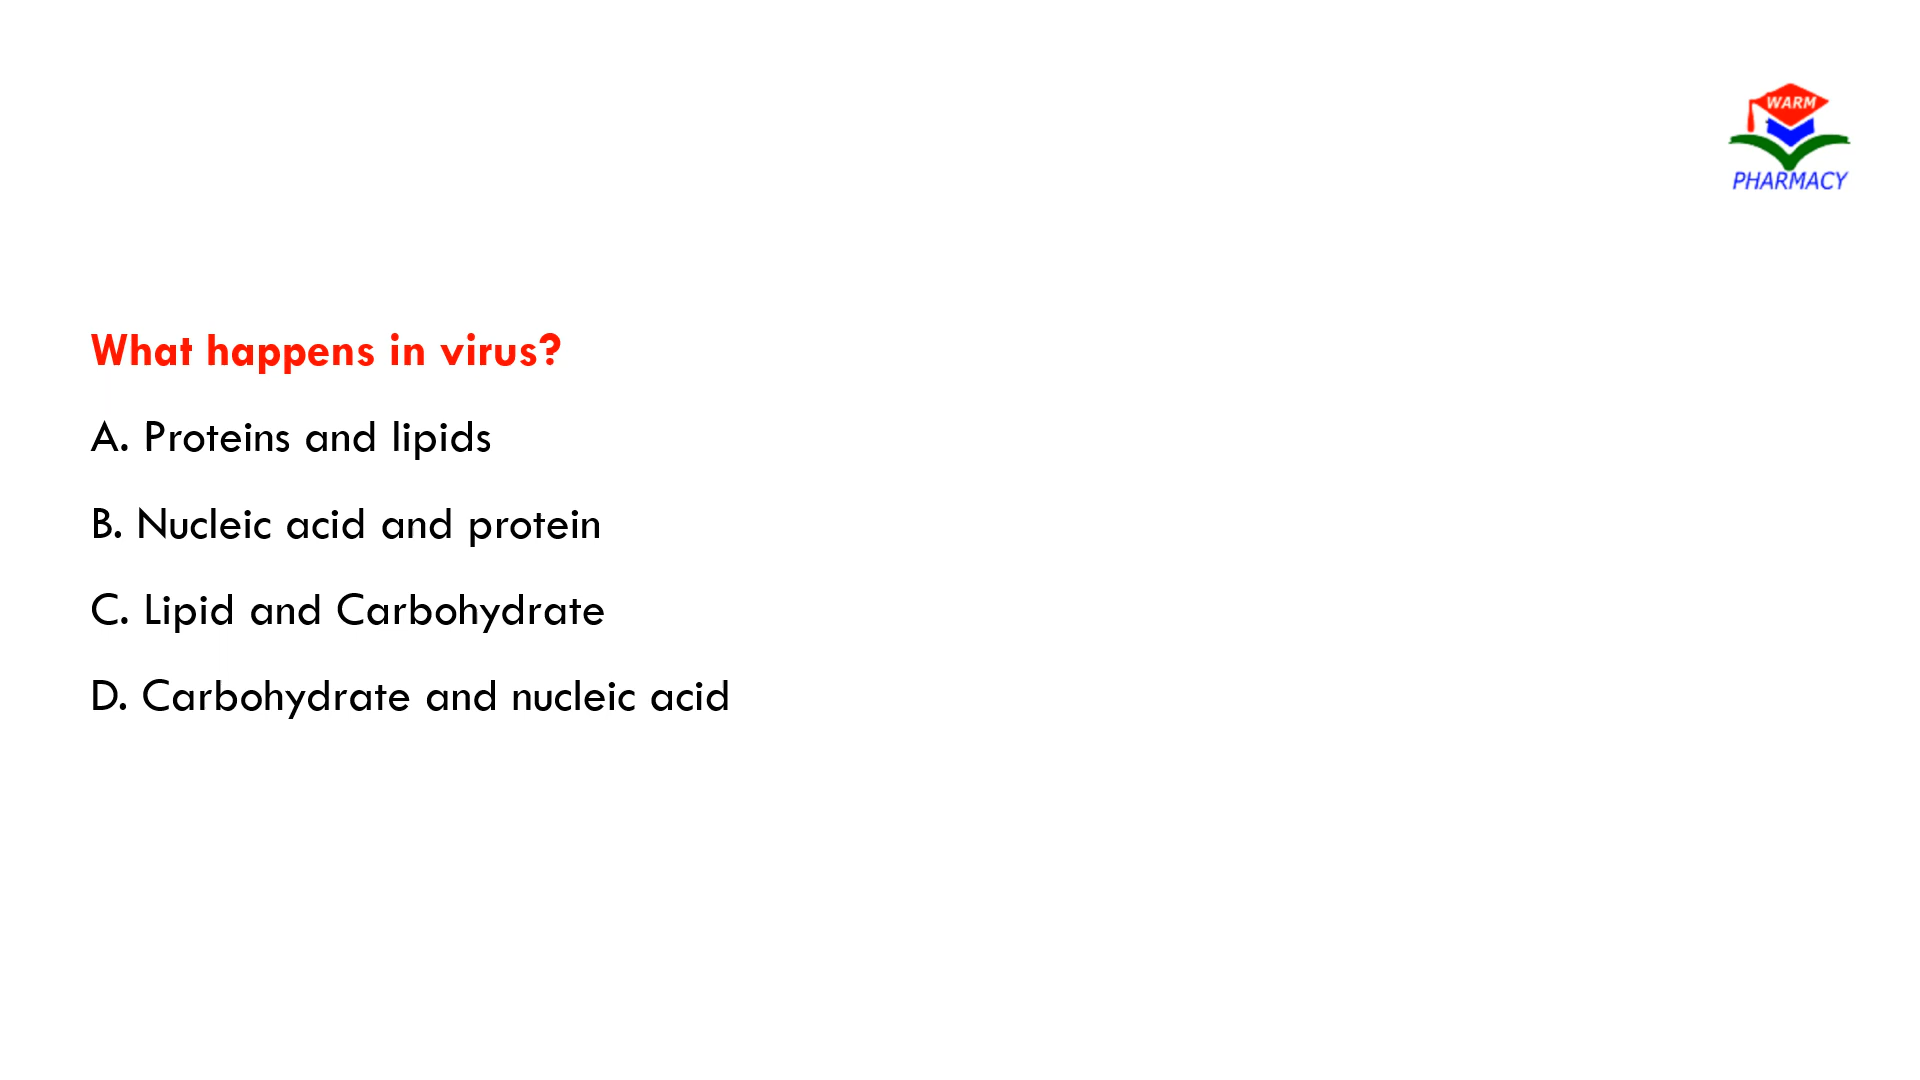 WARM
PHARMACY
What happens in virus?
A. Proteins and lipids
B. Nucleic acid and protein
C. Lipid and Carbohydrate
D. Carbohydrate and nucleic acid